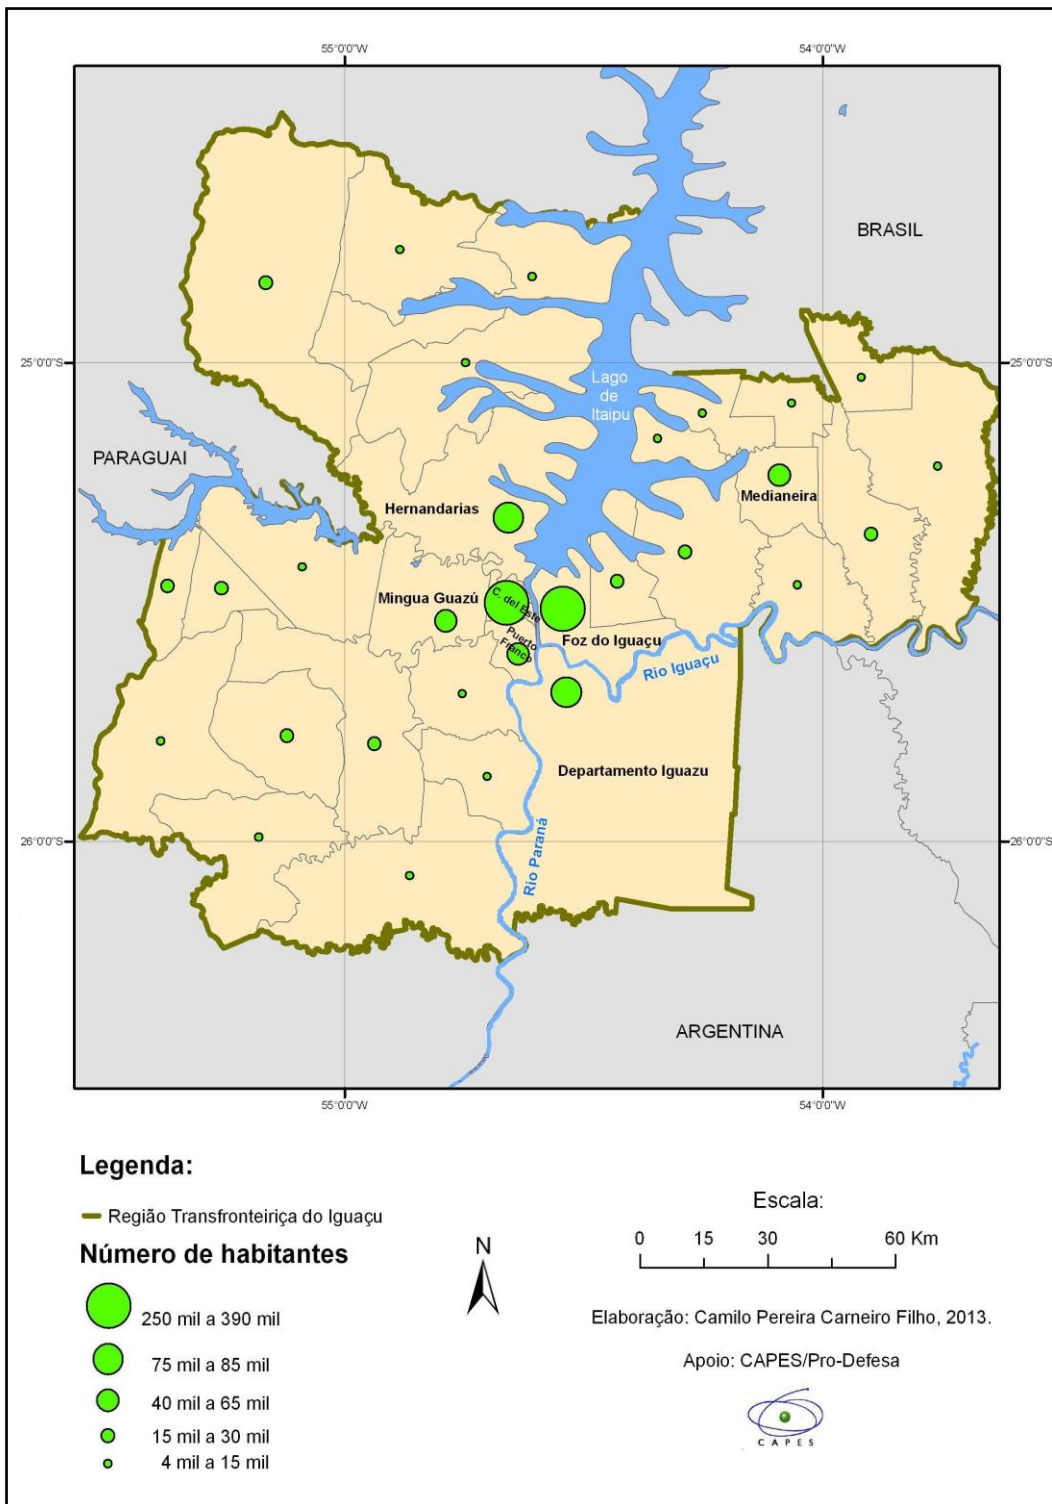 55°0'0"W
54°0'0"W
BRASIL
25°0'0"S
25°0'0"S
Lago
de
Itaipu
PARAGUAI
Medianeira
Hernandarias
C. del Este
Mingua Guazú
Puerto
Franco
Foz do Iguaçu
Rio Iguaçu
Departamento Iguazu
Rio Paraná
26°0'0"S
26°0'0"S
ARGENTINA
55°0'0"W
54°0'0"W
Legenda:
Região Transfronteiriça do Iguaçu
Número de habitantes
250 mil a 390 mil
75 mil a 85 mil
40 mil a 65 mil
15 mil a 30 mil
4 mil a 15 mil
N
Escala:
0 15 30 60 Km
Elaboração: Camilo Pereira Carneiro Filho, 2013.
Apoio: CAPES/Pro-Defesa
CAPES